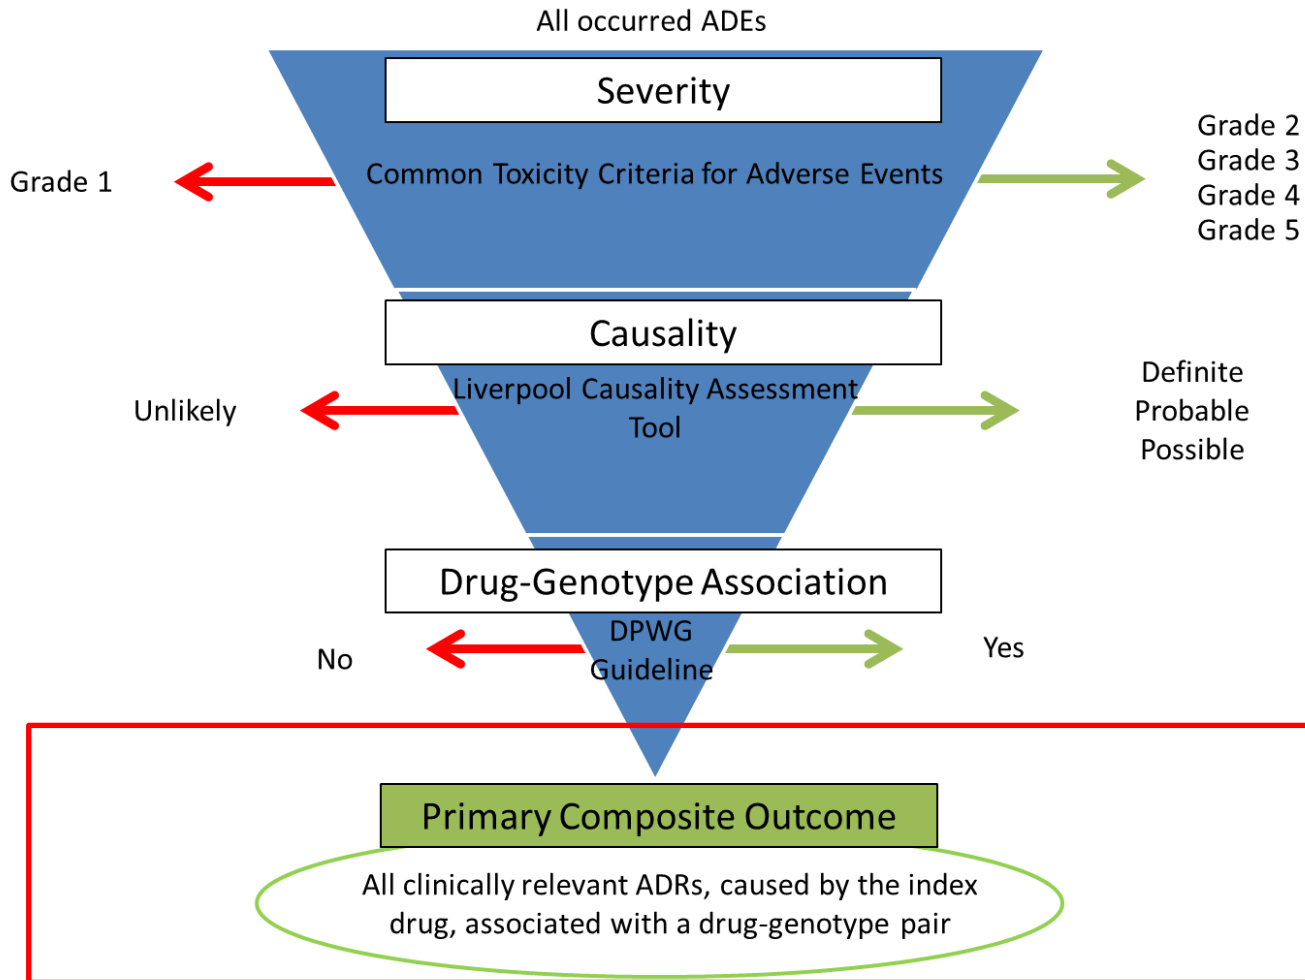 All occurred ADEs
Severity
Grade 1
Common Toxicity Criteria for Adverse Events
Grade 2
Grade 3
Grade 4
Grade 5
Causality
Unlikely
Liverpool Causality Assessment
Tool
Definite
Probable
Possible
Drug-Genotype Association
No
DPWG
Guideline
Yes
Primary Composite Outcome
All clinically relevant ADRs, caused by the index
drug, associated with a drug-genotype pair